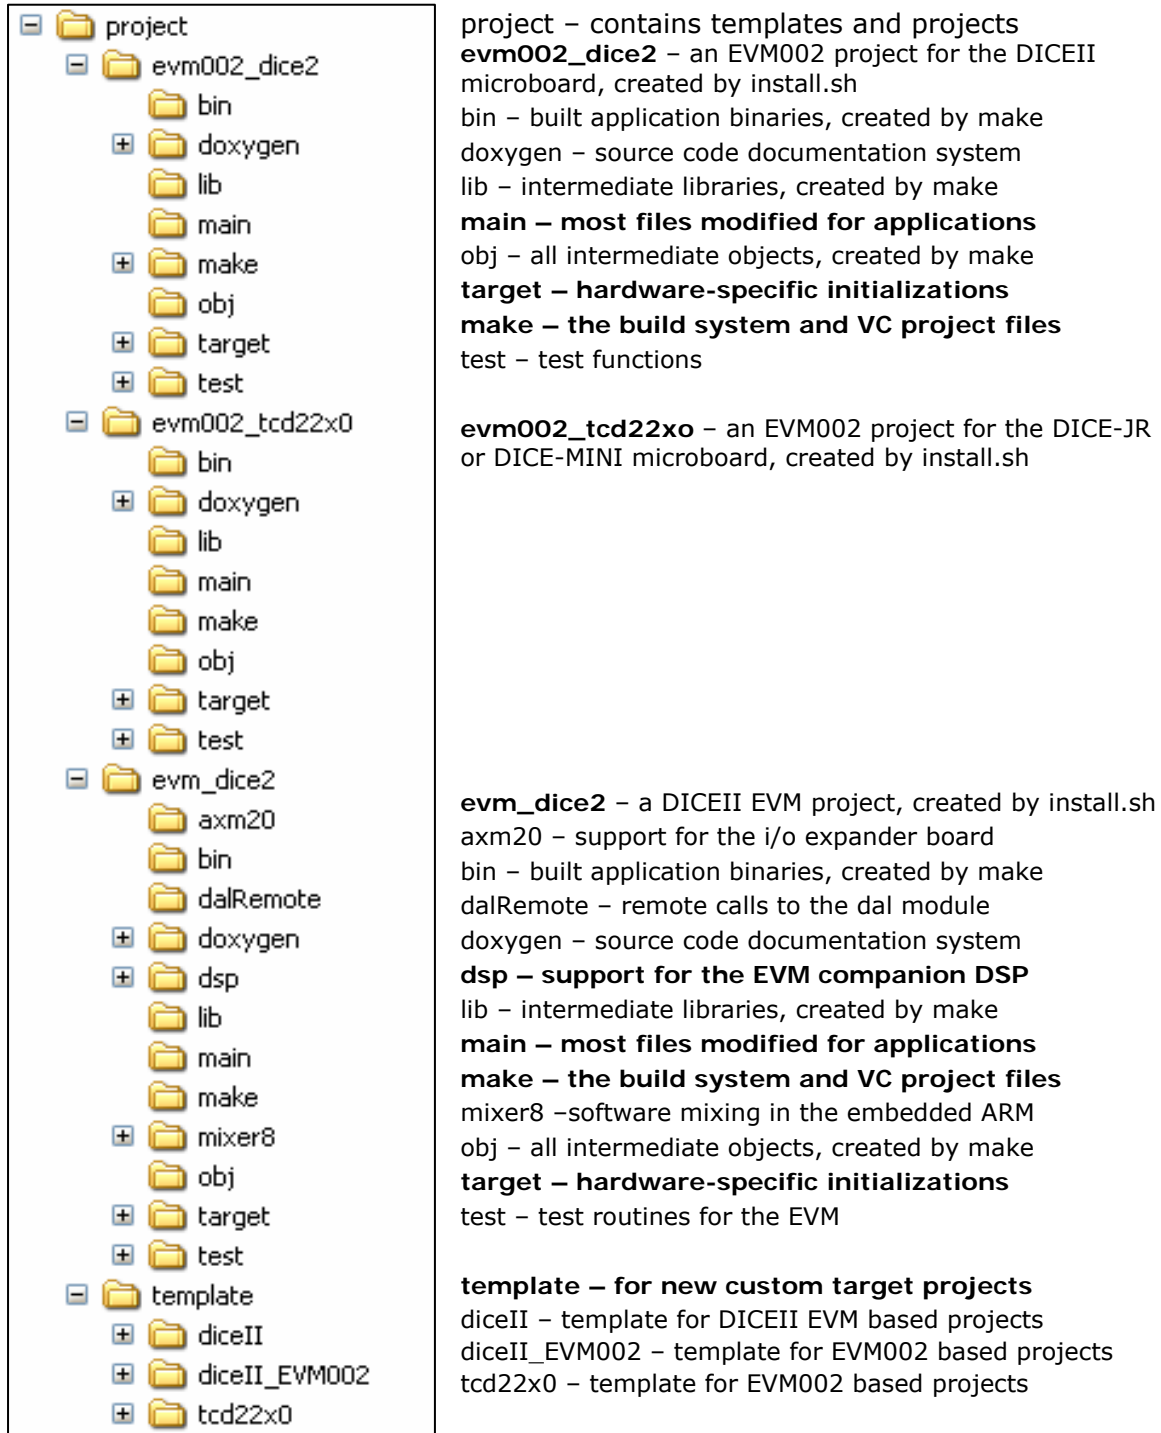 project
evm002_dice2
bin
doxygen
lib
main
make
obj
target
test
evm002_tcd22x0
bin
doxygen
lib
main
make
obj
target
test
evm_dice2
axm20
bin
dalRemote
doxygen
dsp
lib
main
make
mixer8
obj
target
test
template
diceII
diceII_EVM002
tcd22x0
project – contains templates and projects
evm002_dice2 – an EVM002 project for the DICEII
microboard, created by install.sh
bin – built application binaries, created by make
doxygen – source code documentation system
lib – intermediate libraries, created by make
main – most files modified for applications
obj – all intermediate objects, created by make
target – hardware-specific initializations
make – the build system and VC project files
test – test functions
evm002_tcd22xo – an EVM002 project for the DICE-JR
or DICE-MINI microboard, created by install.sh
evm_dice2 – a DICEII EVM project, created by install.sh
axm20 – support for the i/o expander board
bin – built application binaries, created by make
dalRemote – remote calls to the dal module
doxygen – source code documentation system
dsp – support for the EVM companion DSP
lib – intermediate libraries, created by make
main – most files modified for applications
make – the build system and VC project files
mixer8 –software mixing in the embedded ARM
obj – all intermediate objects, created by make
target – hardware-specific initializations
test – test routines for the EVM
template – for new custom target projects
diceII – template for DICEII EVM based projects
diceII_EVM002 – template for EVM002 based projects
tcd22x0 – template for EVM002 based projects